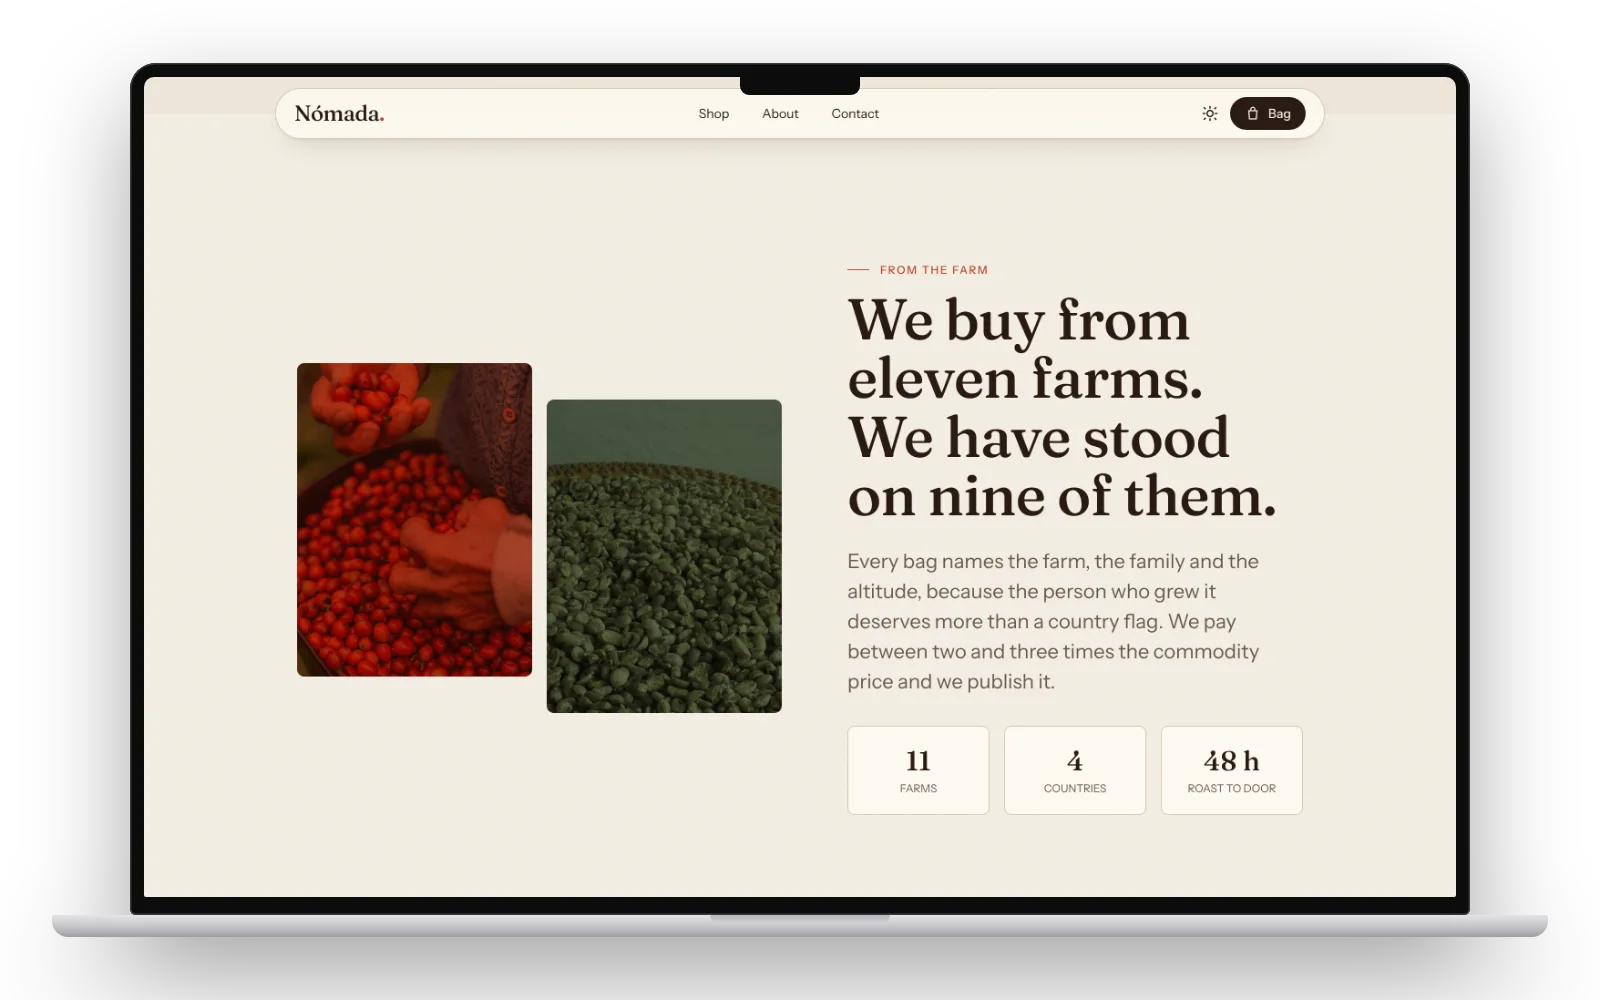 Nómada.
Shop
About
Contact
Bag
FROM THE FARM
We buy from
eleven farms.
We have stood
on nine of them.
Every bag names the farm, the family and the
altitude, because the person who grew it
deserves more than a country flag. We pay
between two and three times the commodity
price and we publish it.
11
FARMS
4
COUNTRIES
48 h
ROAST TO DOOR